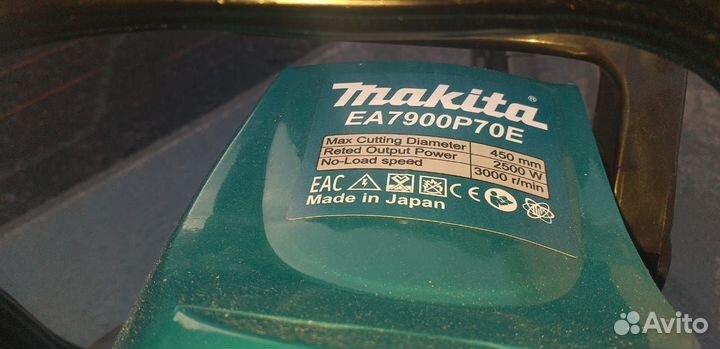 makita®
EA7900P70E
Max Cutting Diameter 450 mm
Reted Output Power 2500 W
No-Load speed 3000 r/min
EAC CE
Made in Japan
Avito